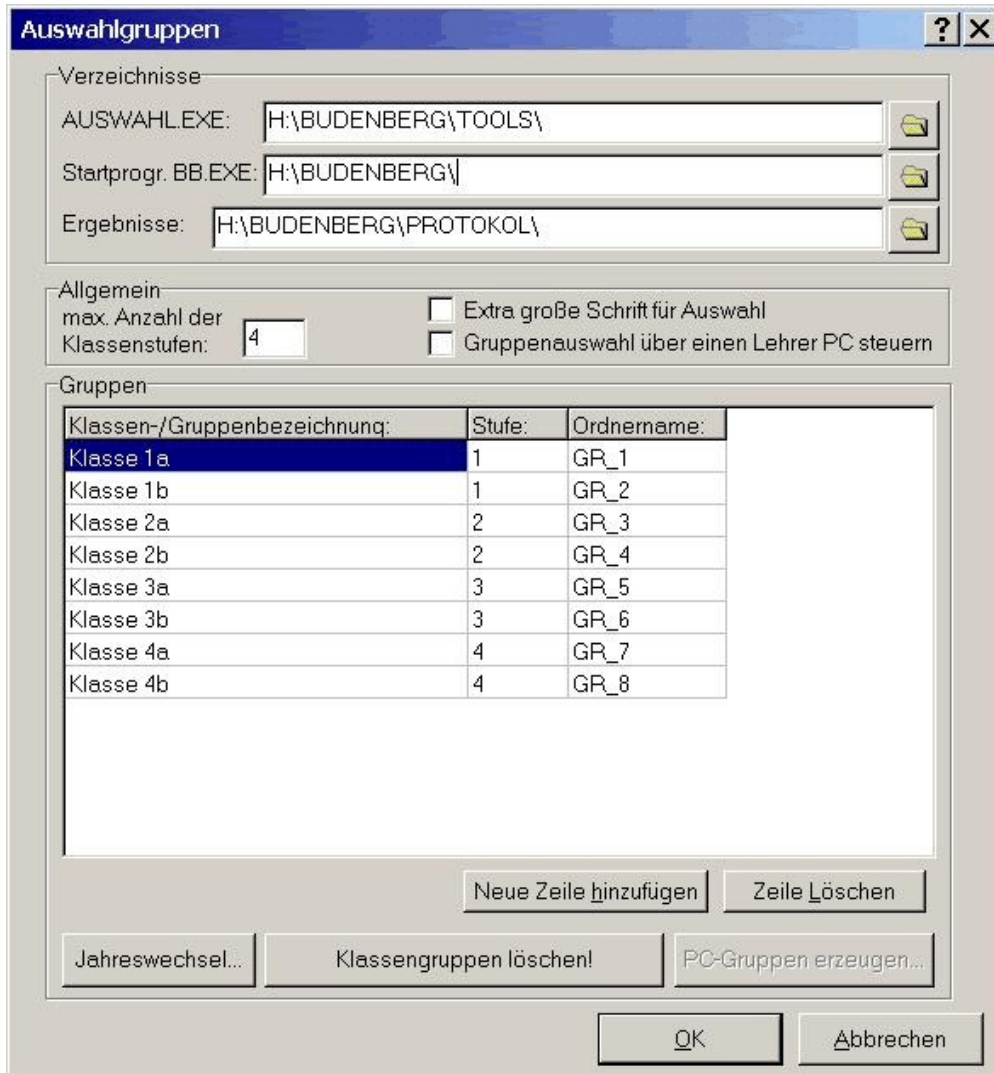 Auswahlgruppen
Verzeichnisse
AUSWAHL.EXE: H:\BUDENBERG\TOOLS\
Startprogr. BB.EXE: H:\BUDENBERG\
Ergebnisse: H:\BUDENBERG\PROTOKOL\
Allgemein
max. Anzahl der
Klassenstufen: 4
Extra große Schrift für Auswahl
Gruppenauswahl über einen Lehrer PC steuern
Gruppen
Klassen-/Gruppenbezeichnung: Stufe: Ordnername:
Klasse 1a 1 GR_1
Klasse 1b 1 GR_2
Klasse 2a 2 GR_3
Klasse 2b 2 GR_4
Klasse 3a 3 GR_5
Klasse 3b 3 GR_6
Klasse 4a 4 GR_7
Klasse 4b 4 GR_8
Neue Zeile hinzufügen Zeile Löschen
Jahreswechsel... Klassengruppen löschen! PC-Gruppen erzeugen...
OK Abbrechen